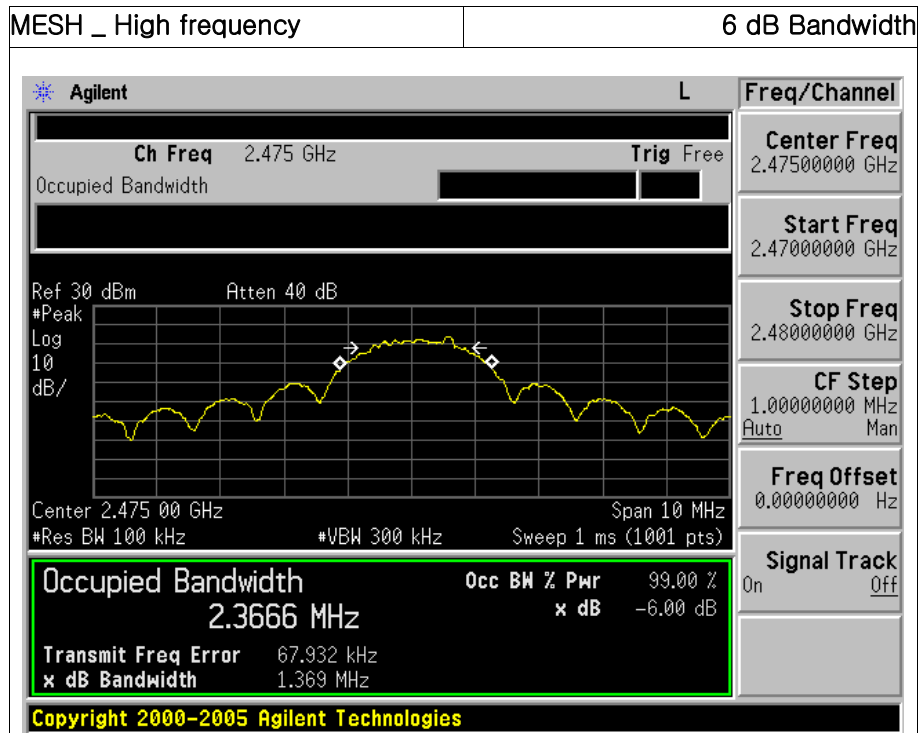 MESH _ High frequency 6 dB Bandwidth
Agilent L Freq/Channel
Ch Freq 2.475 GHz Trig Free
Occupied Bandwidth
Center Freq
2.47500000 GHz
Start Freq
2.47000000 GHz
Stop Freq
2.48000000 GHz
CF Step
1.00000000 MHz
Auto Man
Freq Offset
0.00000000 Hz
Signal Track
On Off
Ref 30 dBm Atten 40 dB
#Peak
Log
10
dB/
Center 2.475 00 GHz Span 10 MHz
#Res BW 100 kHz #VBW 300 kHz Sweep 1 ms (1001 pts)
Occupied Bandwidth Occ BW % Pwr 99.00 %
2.3666 MHz x dB -6.00 dB
Transmit Freq Error 67.932 kHz
x dB Bandwidth 1.369 MHz
Copyright 2000-2005 Agilent Technologies